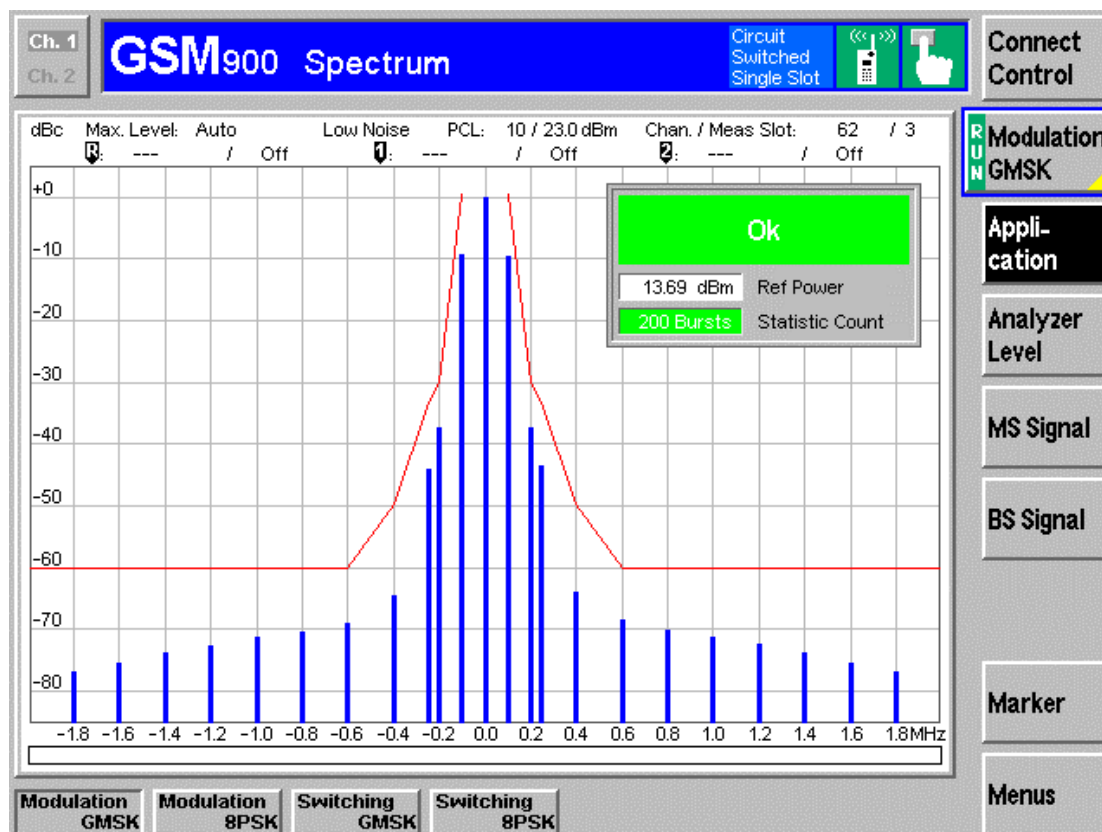 Ch. 1
Ch. 2
GSM900 Spectrum
Circuit
Switched
Single Slot
Connect
Control
dBc Max. Level: Auto Low Noise PCL: 10 / 23.0 dBm Chan. / Meas Slot: 62 / 3
R: --- / Off 1: --- / Off 2: --- / Off
RUN
Modulation
GMSK
+0
-10
-20
-30
-40
-50
-60
-70
-80
Ok
13.69 dBm Ref Power
200 Bursts Statistic Count
-1.8 -1.6 -1.4 -1.2 -1.0 -0.8 -0.6 -0.4 -0.2 0.0 0.2 0.4 0.6 0.8 1.0 1.2 1.4 1.6 1.8MHz
Appli-
cation
Analyzer
Level
MS Signal
BS Signal
Marker
Menus
Modulation
GMSK
Modulation
8PSK
Switching
GMSK
Switching
8PSK